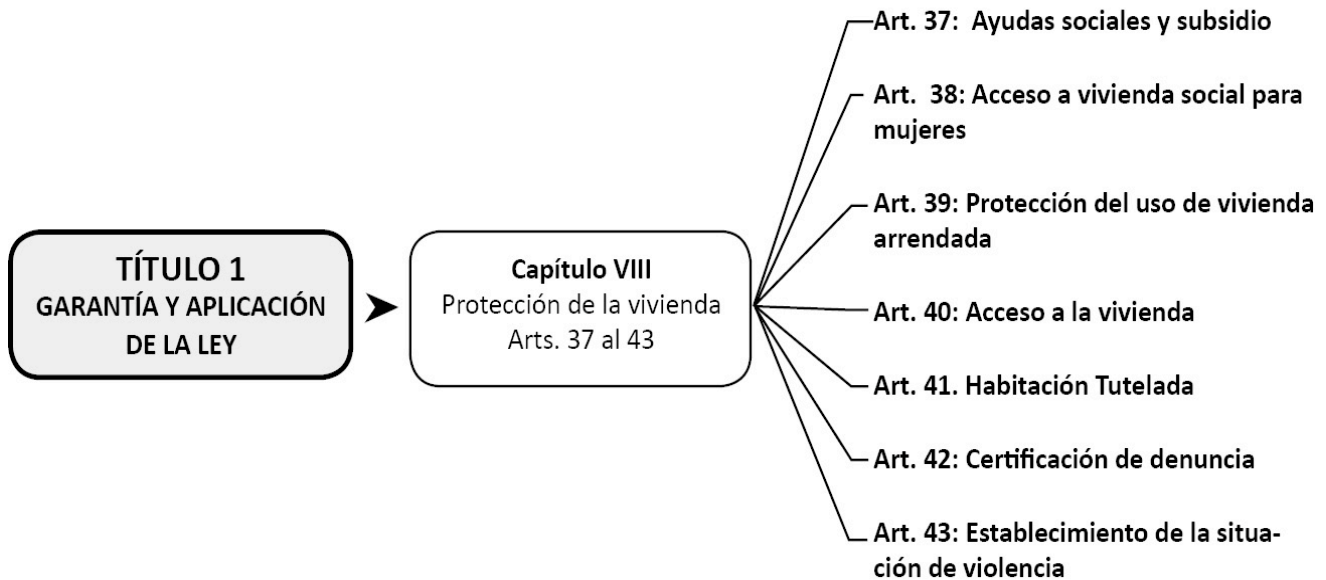 TÍTULO 1
GARANTÍA Y APLICACIÓN
DE LA LEY
Capítulo VIII
Protección de la vivienda
Arts. 37 al 43
Art. 37: Ayudas sociales y subsidio
Art. 38: Acceso a vivienda social para
mujeres
Art. 39: Protección del uso de vivienda
arrendada
Art. 40: Acceso a la vivienda
Art. 41. Habitación Tutelada
Art. 42: Certificación de denuncia
Art. 43: Establecimiento de la situa-
ción de violencia